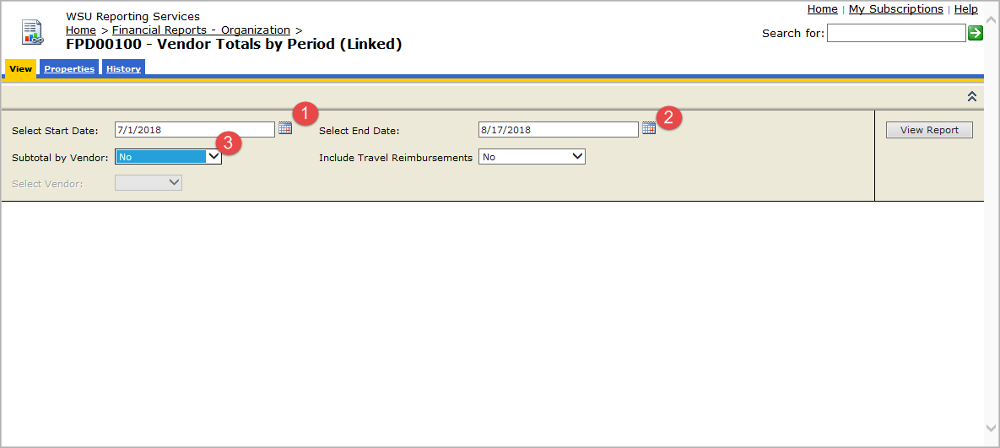 WSU Reporting Services
Home | My Subscriptions | Help
Home > Financial Reports - Organization >
Search for:
FPD00100 - Vendor Totals by Period (Linked)
View Properties History
1 2
Select Start Date: 7/1/2018 Select End Date: 8/17/2018 View Report
3
Subtotal by Vendor: No Include Travel Reimbursements No
Select Vendor: